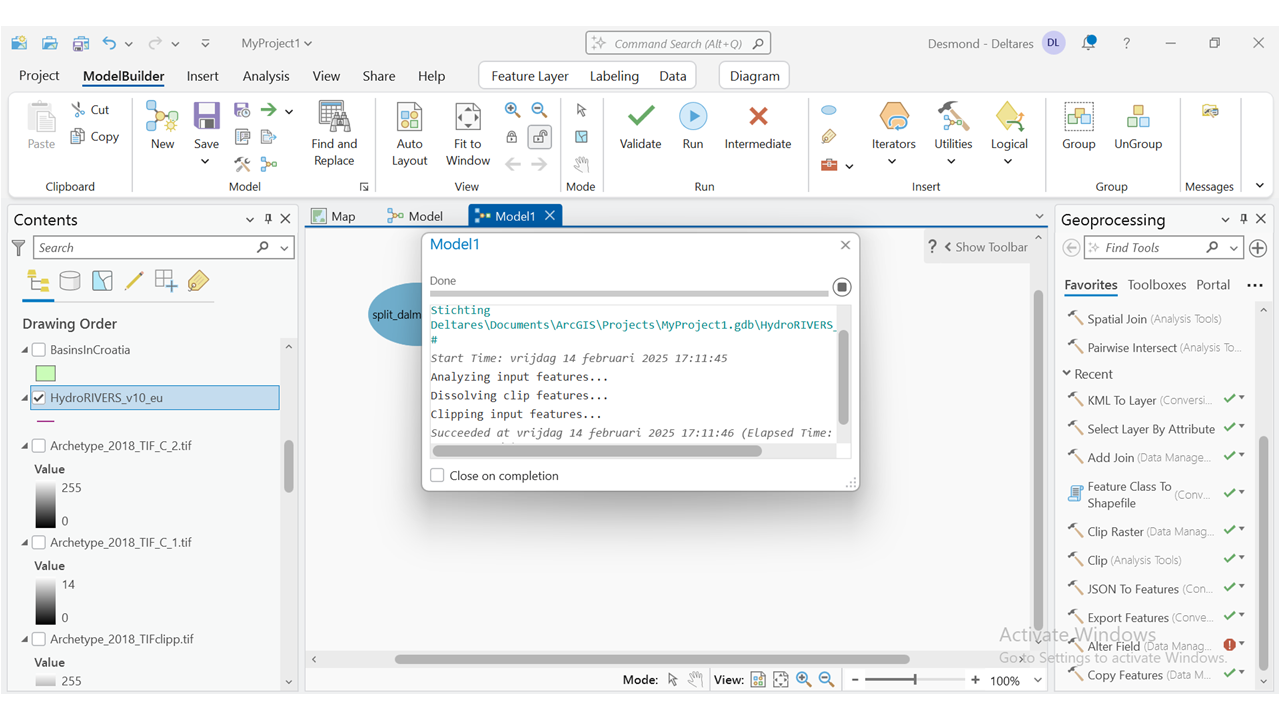 MyProject1
Command Search (Alt+Q)
Desmond - Deltares
DL
?
Project
ModelBuilder
Insert
Analysis
View
Share
Help
Feature Layer
Labeling
Data
Diagram
Paste
Cut
Copy
New
Save
Find and
Replace
Auto
Layout
Fit to
Window
Validate
Run
Intermediate
Iterators
Utilities
Logical
Group
UnGroup
Clipboard
Model
View
Mode
Run
Insert
Group
Messages
Contents
Search
Drawing Order
BasinsInCroatia
HydroRIVERS_v10_eu
Archetype_2018_TIF_C_2.tif
Value
255
0
Archetype_2018_TIF_C_1.tif
Value
14
0
Archetype_2018_TIFclipp.tif
Value
255
Map
Model
Model1
? < Show Toolbar
split_dalm
Model1
Done
Stichting
Deltares\Documents\ArcGIS\Projects\MyProject1.gdb\HydroRIVERS_
#
Start Time: vrijdag 14 februari 2025 17:11:45
Analyzing input features...
Dissolving clip features...
Clipping input features...
Succeeded at vrijdag 14 februari 2025 17:11:46 (Elapsed Time:
Close on completion
Mode:
View:
100%
Geoprocessing
Find Tools
Favorites
Toolboxes
Portal
Spatial Join (Analysis Tools)
Pairwise Intersect (Analysis To...
Recent
KML To Layer (Conversi...
Select Layer By Attribute
Add Join (Data Manage...
Feature Class To
Shapefile (Conv...
Clip Raster (Data Manag...
Clip (Analysis Tools)
JSON To Features (Con...
Export Features (Conve...
Alter Field (Data Manag...
Copy Features (Data M...
Activate Windows
Go to Settings to activate Windows.